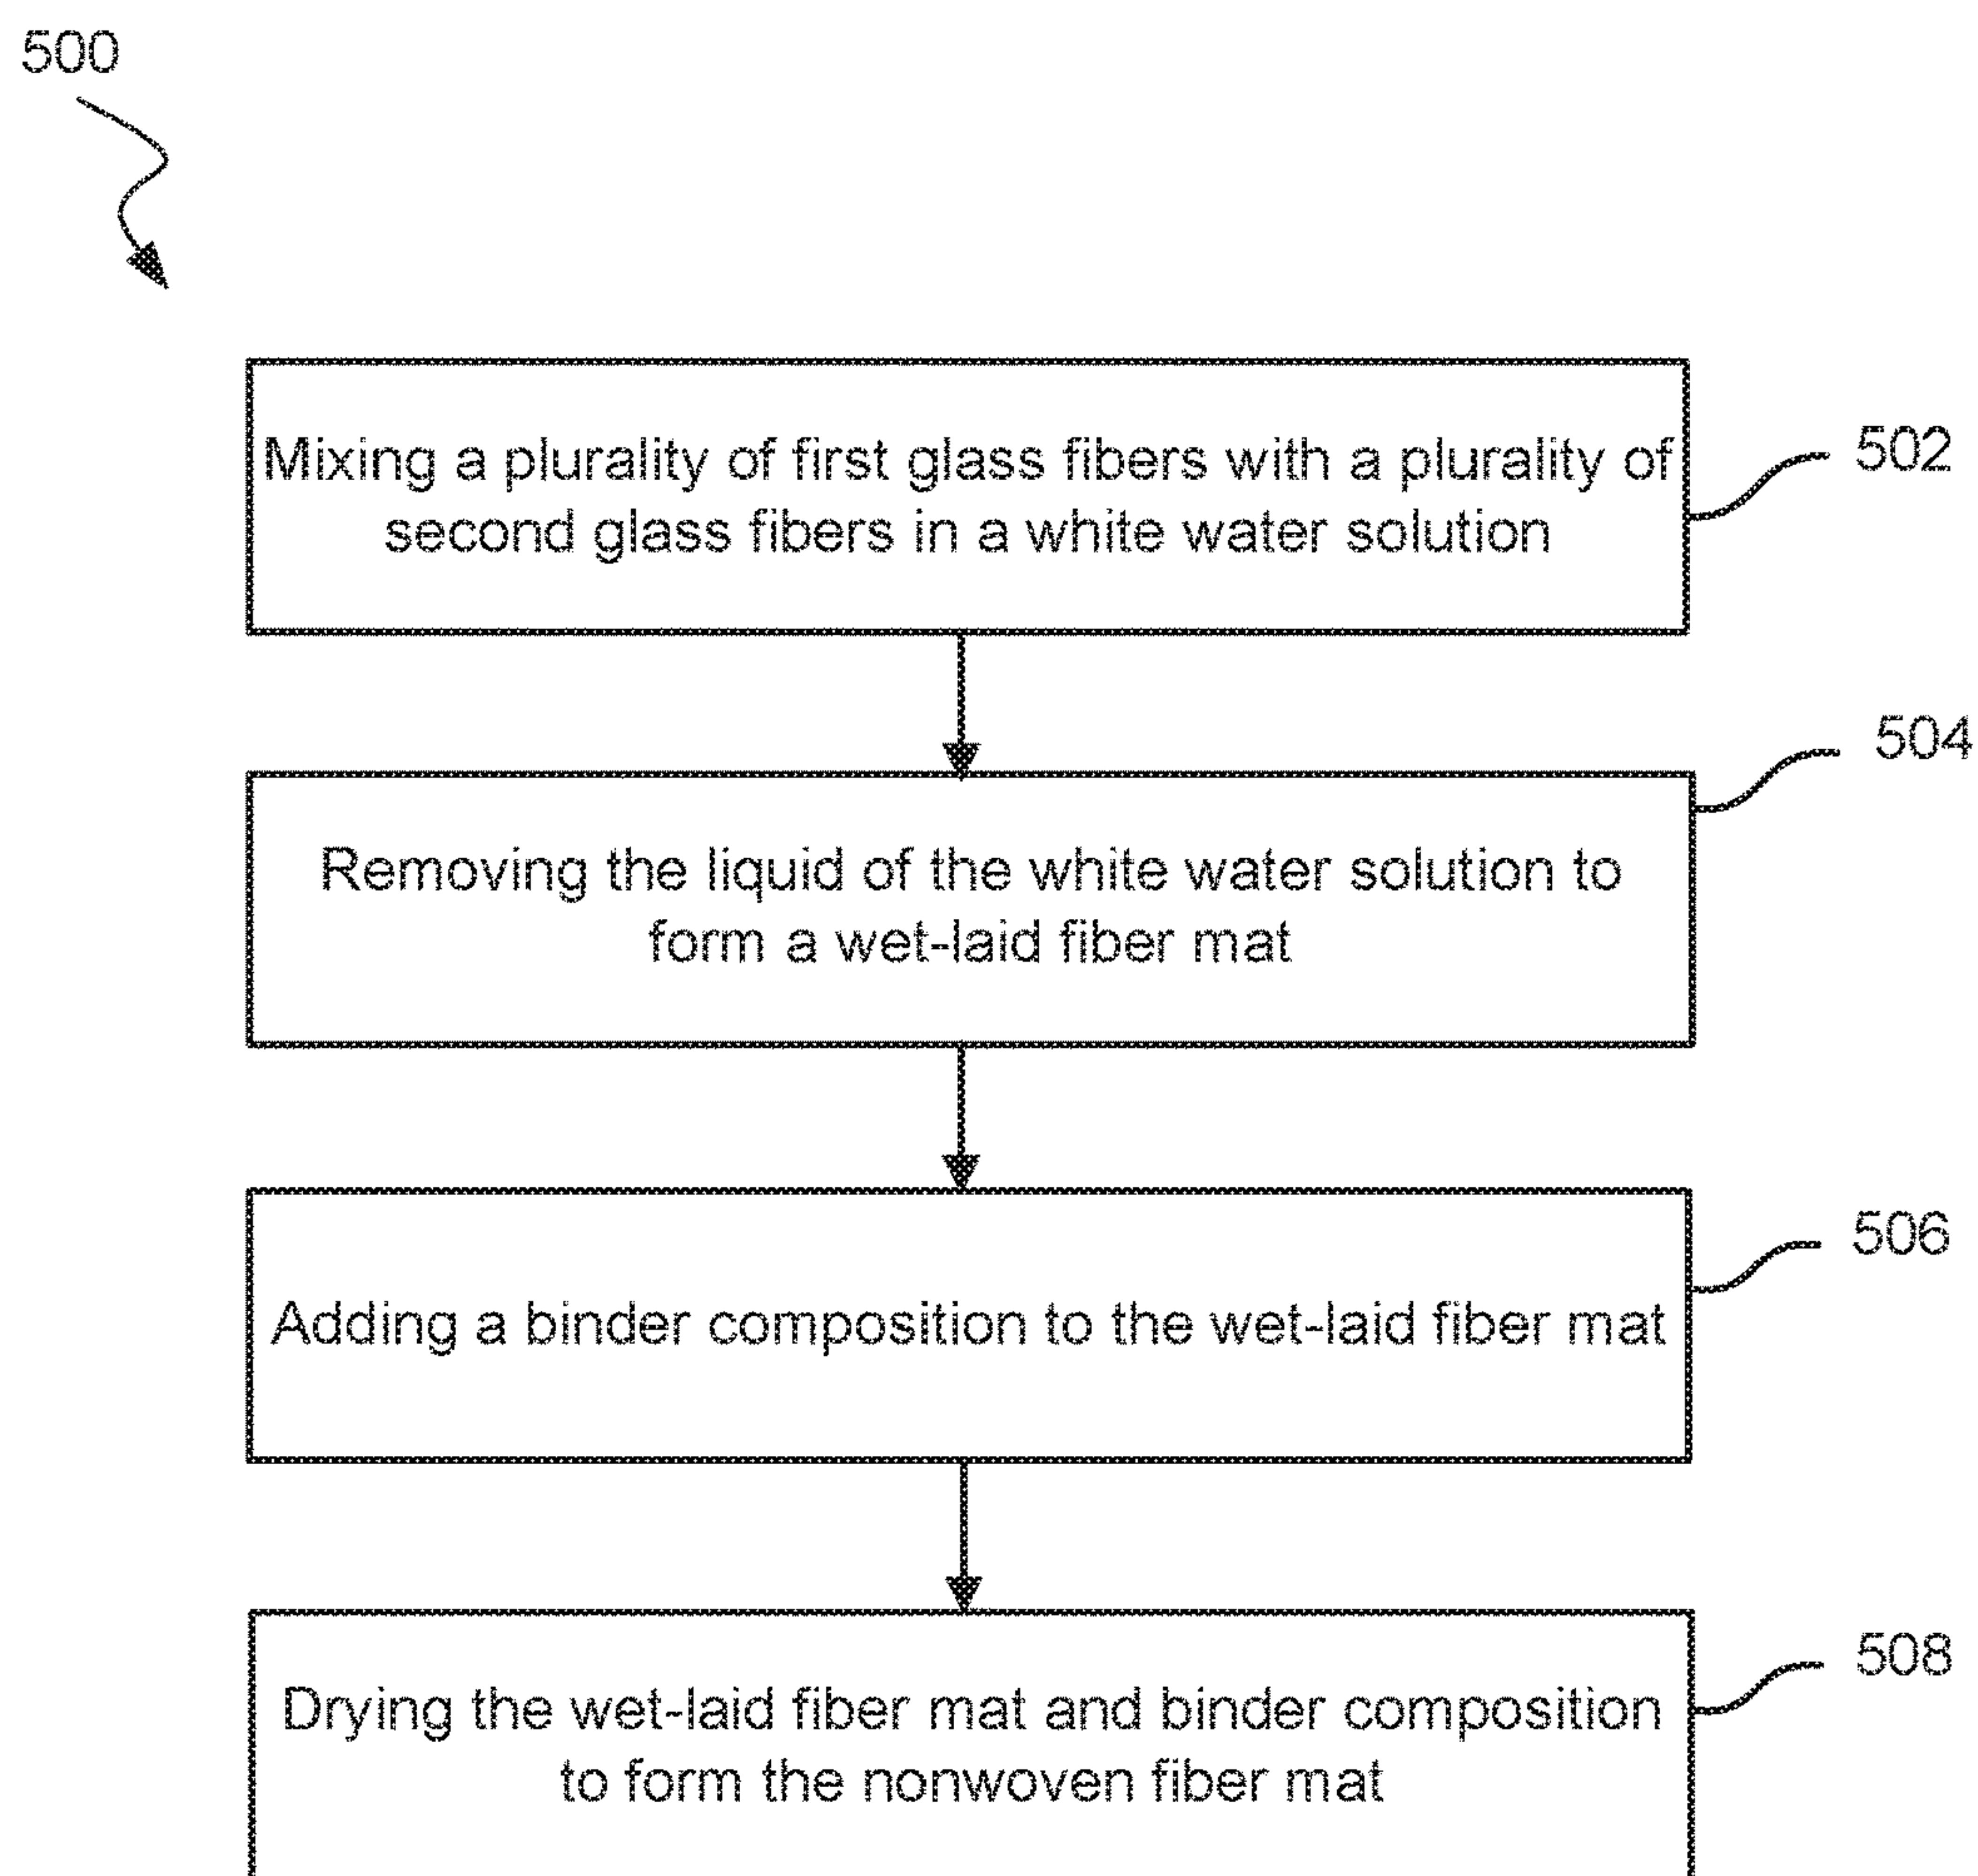 500
Mixing a plurality of first glass fibers with a plurality of
second glass fibers in a white water solution
502
504
Removing the liquid of the white water solution to
form a wet-laid fiber mat
506
Adding a binder composition to the wet-laid fiber mat
508
Drying the wet-laid fiber mat and binder composition
to form the nonwoven fiber mat